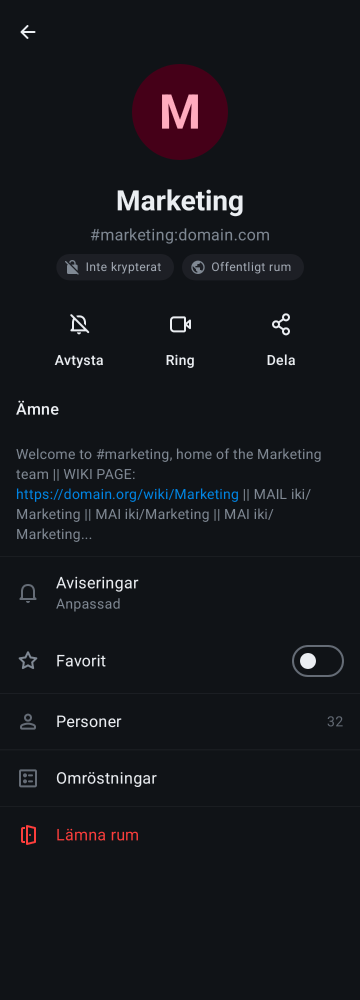 M
Marketing
#marketing:domain.com
Inte krypterat
Offentligt rum
Avtysta
Ring
Dela
Ämne
Welcome to #marketing, home of the Marketing
team || WIKI PAGE:
https://domain.org/wiki/Marketing || MAIL iki/
Marketing || MAI iki/Marketing || MAI iki/
Marketing...
Aviseringar
Anpassad
Favorit
Personer 32
Omröstningar
Lämna rum